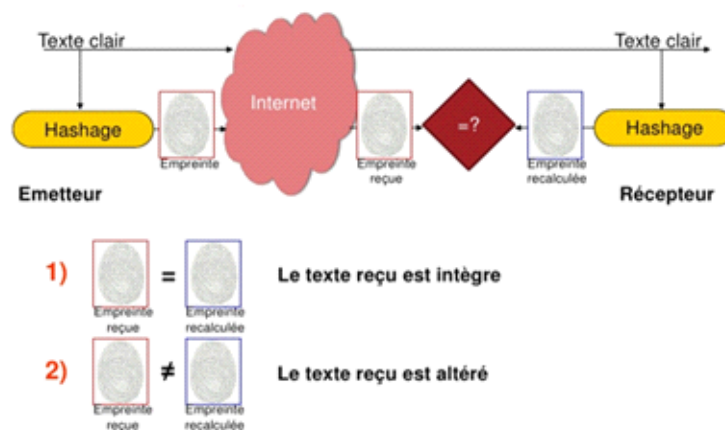 Texte clair
Texte clair
Internet
Hashage
=?
Hashage
Empreinte
Empreinte
reçue
Empreinte
recalculée
Emetteur
Récepteur
1)
=
Le texte reçu est intègre
Empreinte
reçue
Empreinte
recalculée
2)
≠
Le texte reçu est altéré
Empreinte
reçue
Empreinte
recalculée